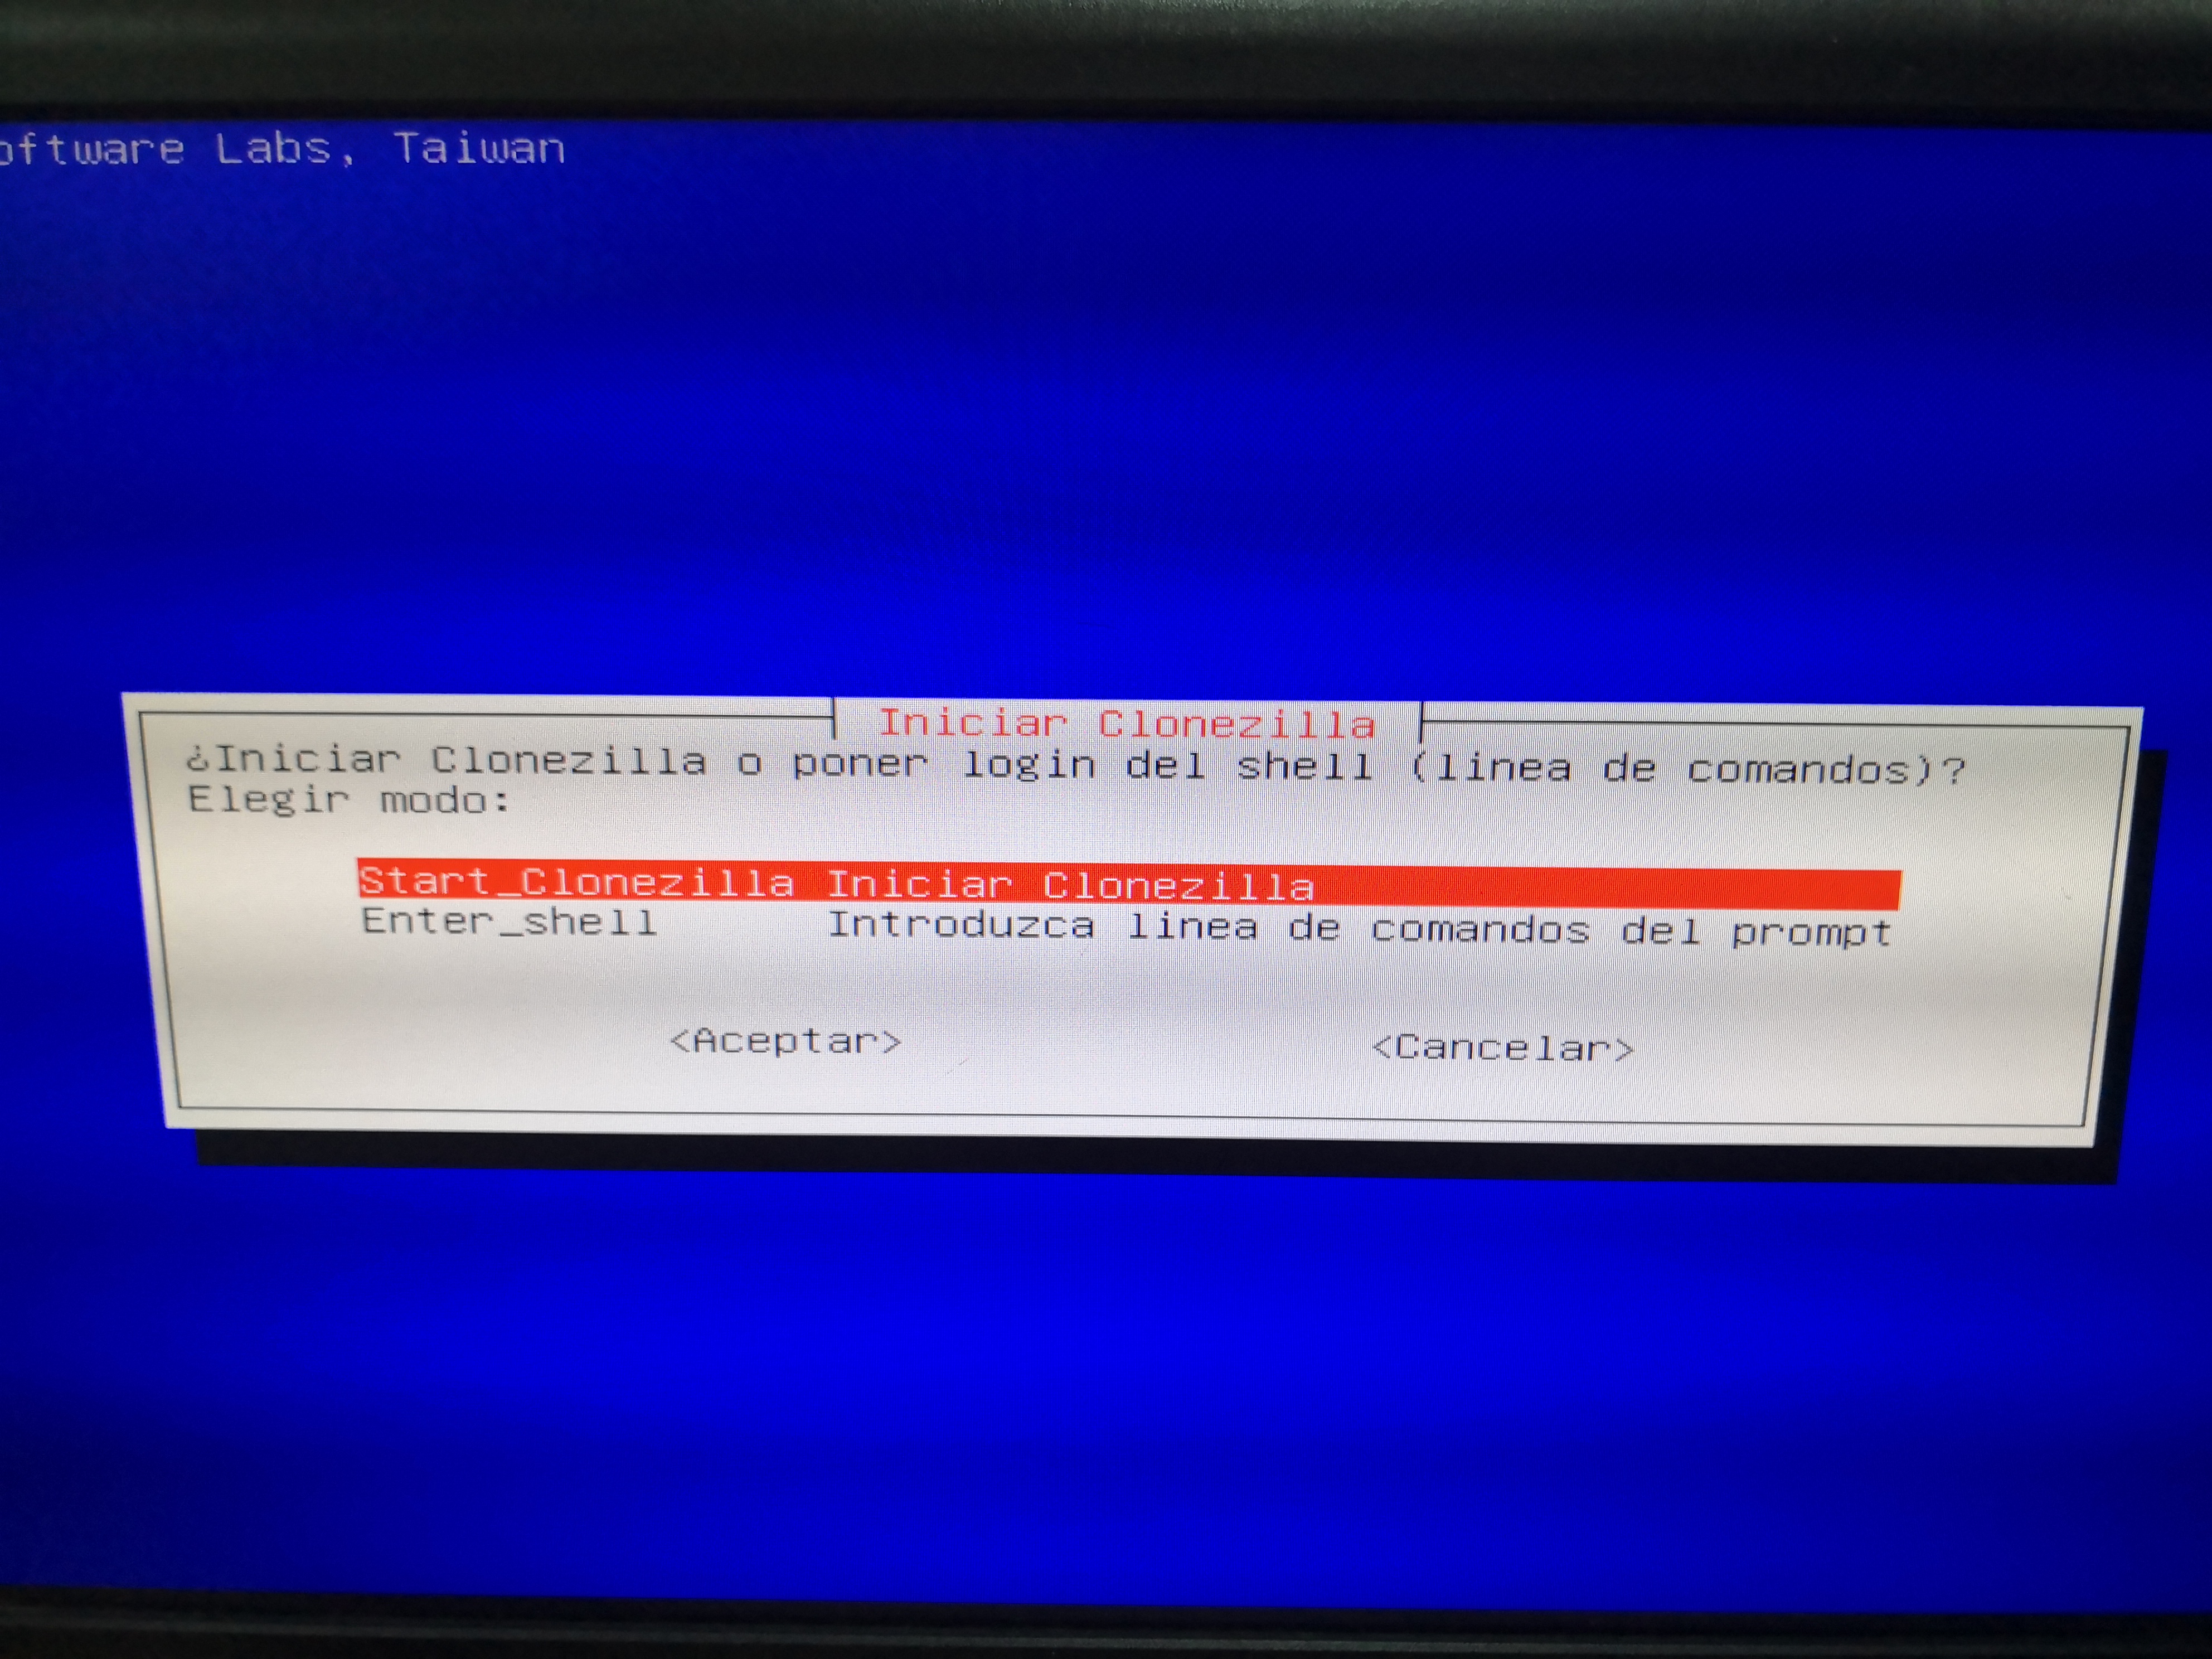 oftware Labs, Taiwan
Iniciar Clonezilla
¿Iniciar Clonezilla o poner login del shell (linea de comandos)?
Elegir modo:
Start_Clonezilla Iniciar Clonezilla
Enter_shell Introduzca linea de comandos del prompt
<Aceptar> <Cancelar>